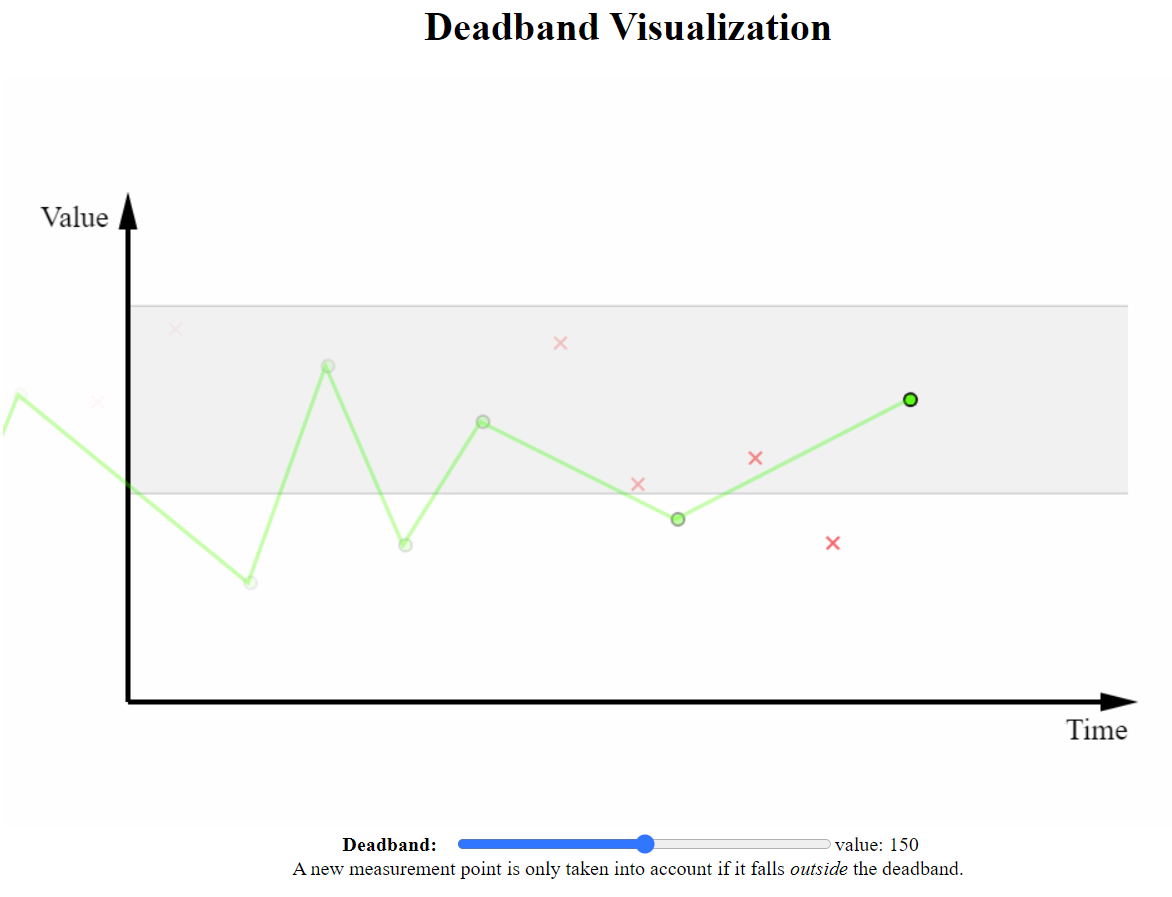 Deadband Visualization
Value
Time
Deadband: value: 150
A new measurement point is only taken into account if it falls outside the deadband.